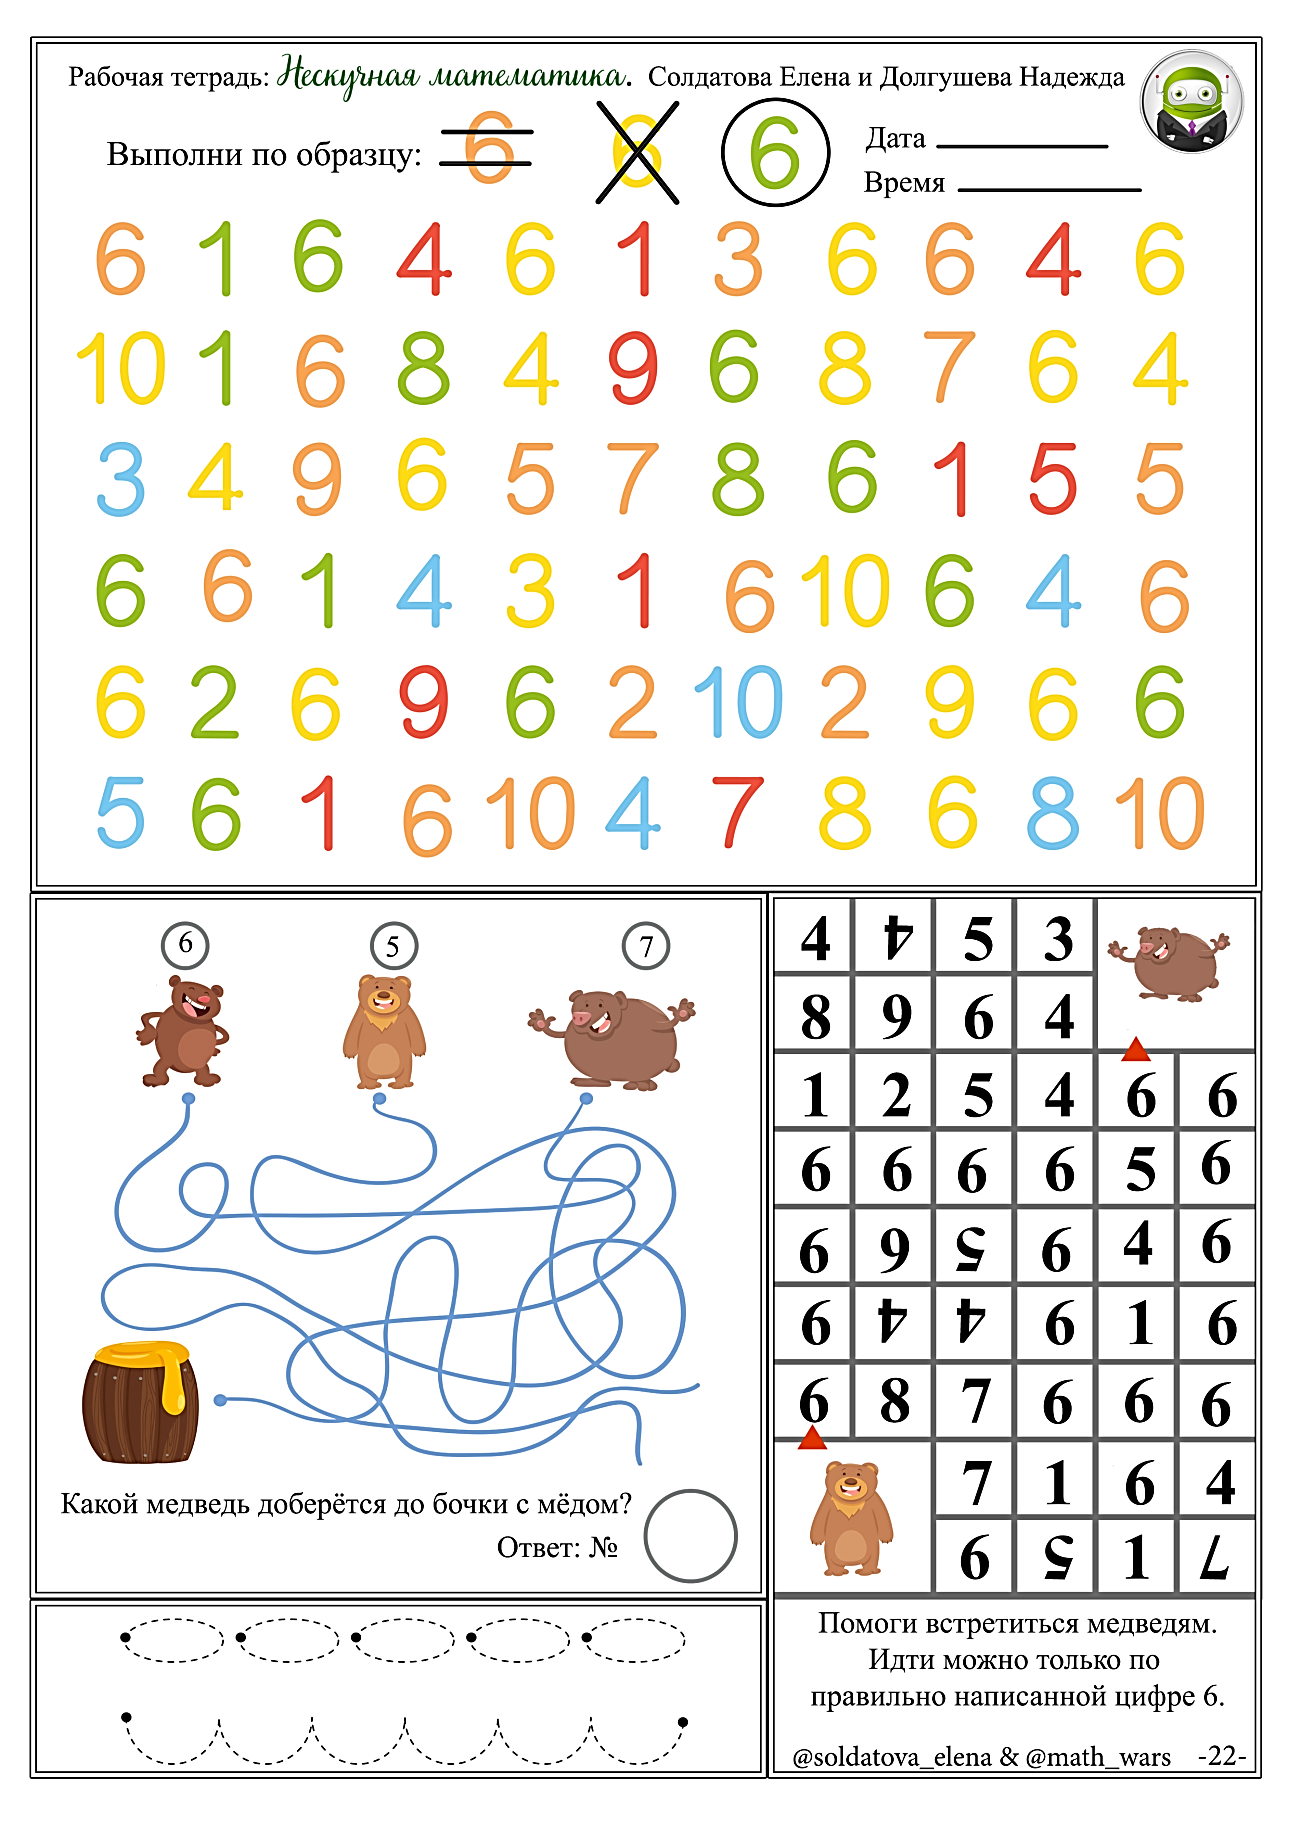 Рабочая тетрадь: Нескучная математика. Солдатова Елена и Долгушева Надежда
Выполни по образцу: 6 6 6
Дата
Время
6 1 6 4 6 1 3 6 6 4 6
10 1 6 8 4 9 6 8 7 6 4
3 4 9 6 5 7 8 6 1 5 5
6 6 1 4 3 1 6 10 6 4 6
6 2 6 9 6 2 10 2 9 6 6
5 6 1 6 10 4 7 8 6 8 10
6 5 7
Какой медведь доберётся до бочки с мёдом?
Ответ: №
4 4 5 3
8 9 6 4
1 2 5 4 6 6
6 6 6 6 5 6
6 9 5 6 4 6
6 4 4 6 1 6
6 8 7 6 6 6
7 1 6 4
6 5 1 7
Помоги встретиться медведям.
Идти можно только по
правильно написанной цифре 6.
@soldatova_elena & @math_wars -22-